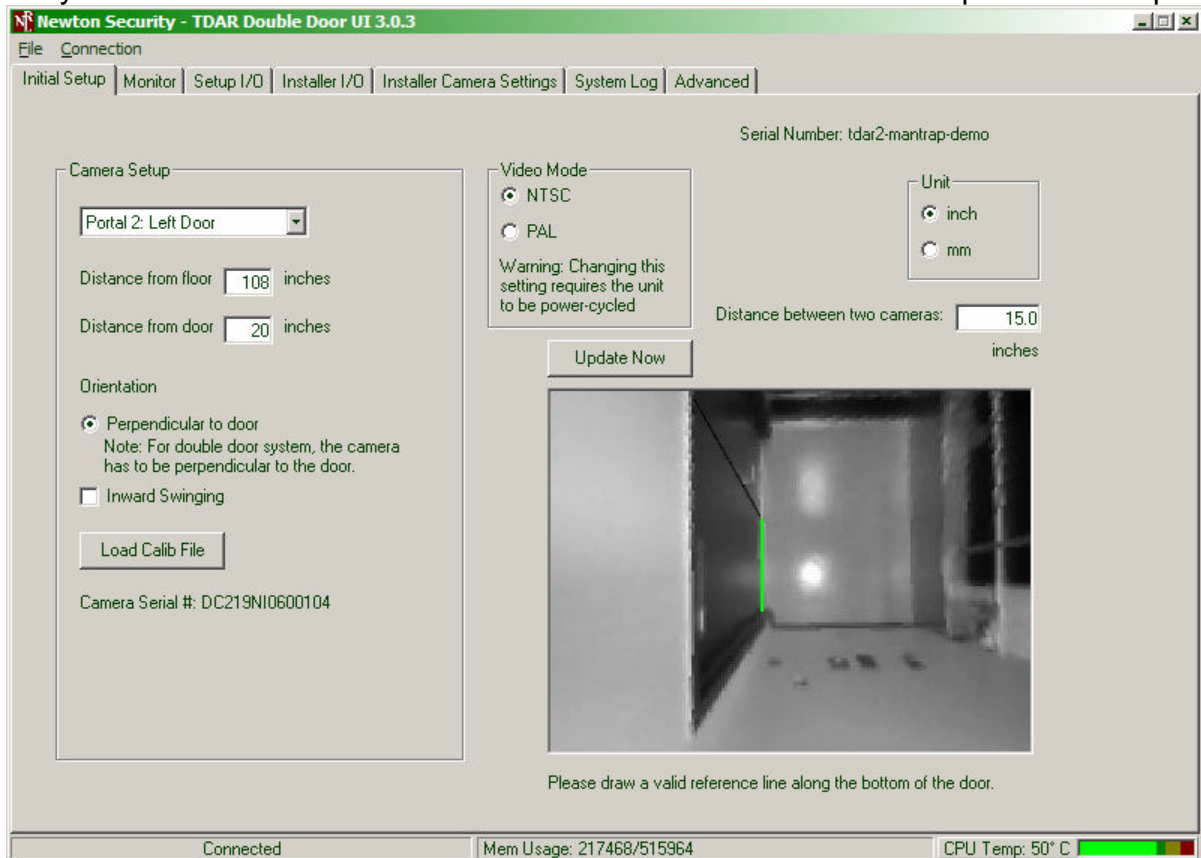 Newton Security - TDAR Double Door UI 3.0.3
File Connection
Initial Setup Monitor Setup I/O Installer I/O Installer Camera Settings System Log Advanced
Serial Number: tdar2-mantrap-demo
Camera Setup
Portal 2: Left Door
Distance from floor 108 inches
Distance from door 20 inches
Orientation
Perpendicular to door
Note: For double door system, the camera
has to be perpendicular to the door.
Inward Swinging
Load Calib File
Camera Serial #: DC219NI0600104
Video Mode
NTSC
PAL
Warning: Changing this
setting requires the unit
to be power-cycled
Unit
inch
mm
Distance between two cameras: 15.0
inches
Update Now
Please draw a valid reference line along the bottom of the door.
Connected Mem Usage: 217468/515964 CPU Temp: 50° C